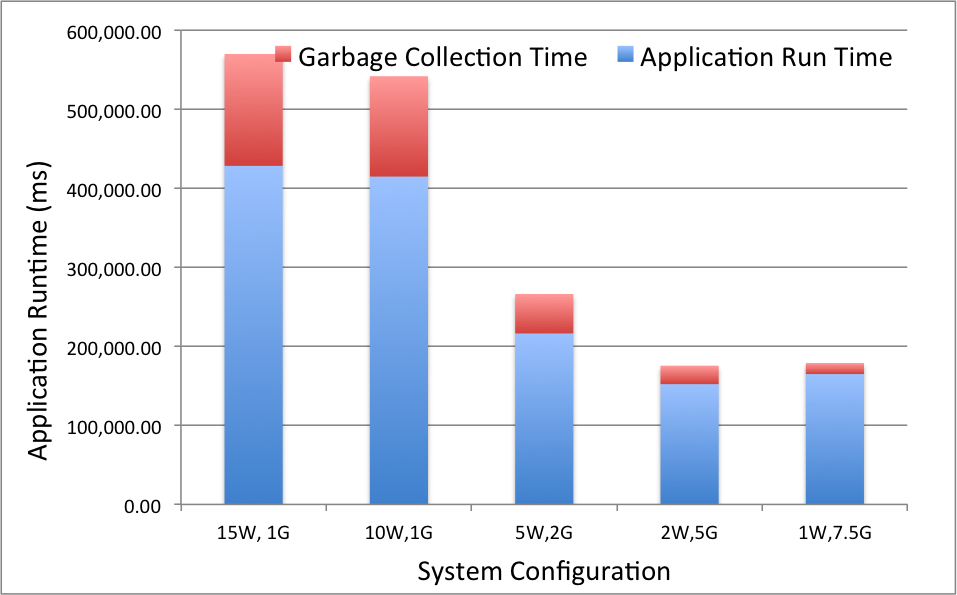 600,000.00
500,000.00
400,000.00
300,000.00
200,000.00
100,000.00
0.00
Application Runtime (ms)
Garbage Collection Time
Application Run Time
15W, 1G
10W,1G
5W,2G
2W,5G
1W,7.5G
System Configuration